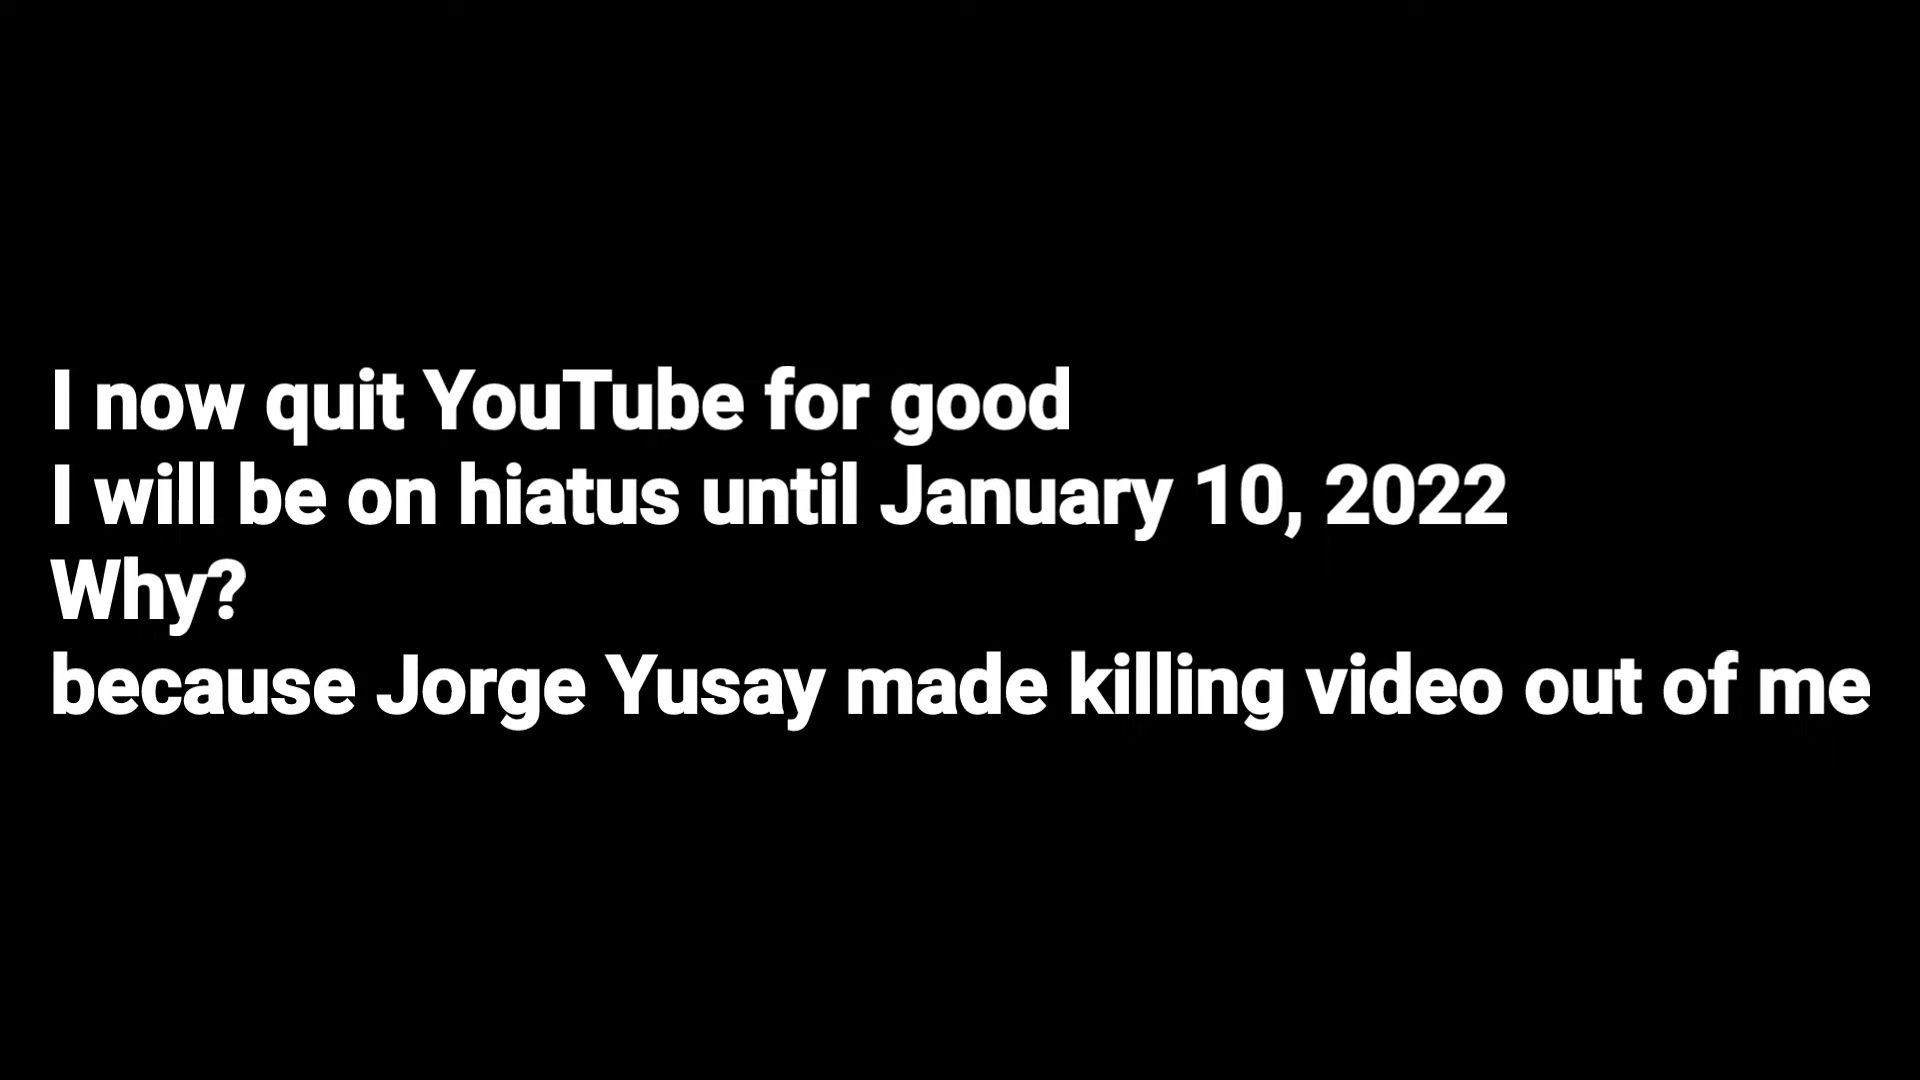 I now quit YouTube for good
I will be on hiatus until January 10, 2022
Why?
because Jorge Yusay made killing video out of me